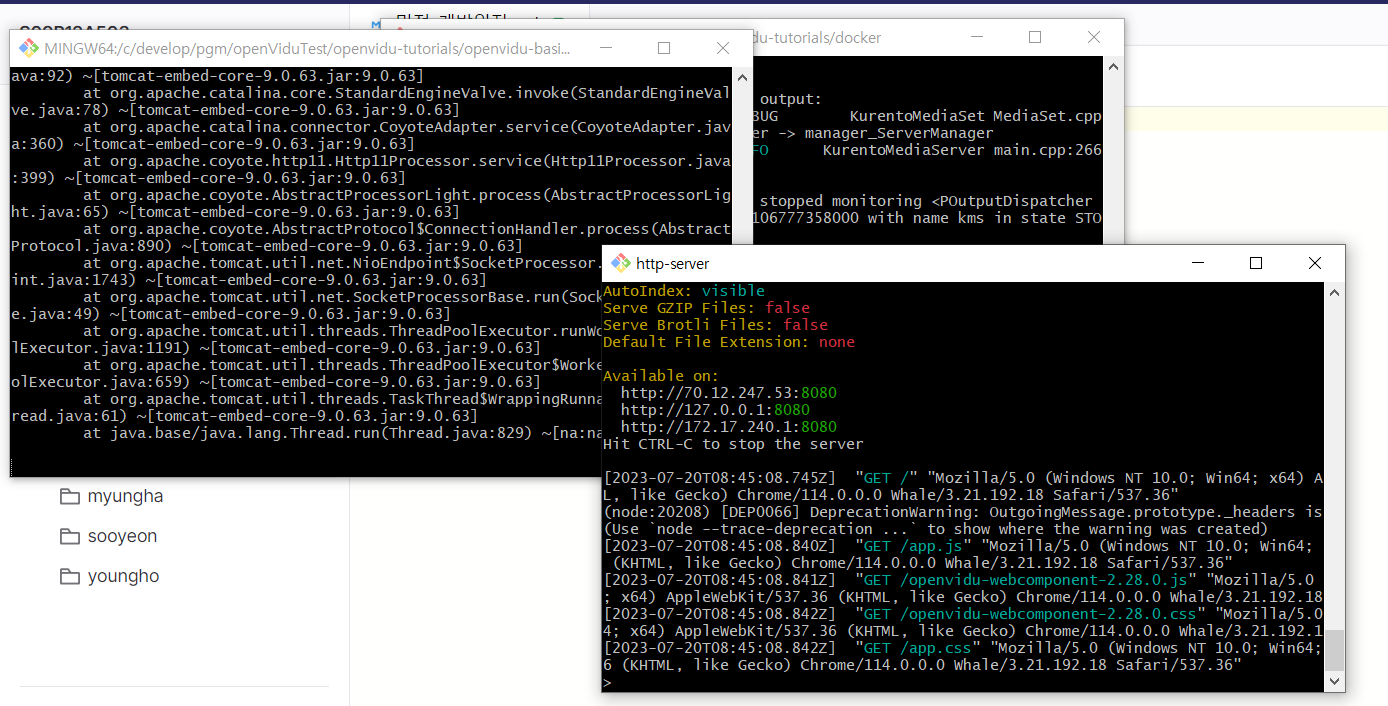 MINGW64:/c/develop/pgm/openViduTest/openvidu-tutorials/openvidu-basi...
ava:92) ~[tomcat-embed-core-9.0.63.jar:9.0.63]
at org.apache.catalina.core.StandardEngineValve.invoke(StandardEngineVal
ve.java:78) ~[tomcat-embed-core-9.0.63.jar:9.0.63]
at org.apache.catalina.connector.CoyoteAdapter.service(CoyoteAdapter.jav
a:360) ~[tomcat-embed-core-9.0.63.jar:9.0.63]
at org.apache.coyote.http11.Http11Processor.service(Http11Processor.java
:399) ~[tomcat-embed-core-9.0.63.jar:9.0.63]
at org.apache.coyote.AbstractProcessorLight.process(AbstractProcessorLig
ht.java:65) ~[tomcat-embed-core-9.0.63.jar:9.0.63]
at org.apache.coyote.AbstractProtocol$ConnectionHandler.process(Abstract
Protocol.java:890) ~[tomcat-embed-core-9.0.63.jar:9.0.63]
at org.apache.tomcat.util.net.NioEndpoint$SocketProcessor.
int.java:1743) ~[tomcat-embed-core-9.0.63.jar:9.0.63]
at org.apache.tomcat.util.net.SocketProcessorBase.run(Sock
e.java:49) ~[tomcat-embed-core-9.0.63.jar:9.0.63]
at org.apache.tomcat.util.threads.ThreadPoolExecutor.runWo
lExecutor.java:1191) ~[tomcat-embed-core-9.0.63.jar:9.0.63]
at org.apache.tomcat.util.threads.ThreadPoolExecutor$Worke
olExecutor.java:659) ~[tomcat-embed-core-9.0.63.jar:9.0.63]
at org.apache.tomcat.util.threads.TaskThread$WrappingRunna
read.java:61) ~[tomcat-embed-core-9.0.63.jar:9.0.63]
at java.base/java.lang.Thread.run(Thread.java:829) ~[na:na
du-tutorials/docker
output:
BUG KurentoMediaSet MediaSet.cpp
er -> manager_ServerManager
FO KurentoMediaServer main.cpp:266
stopped monitoring <POutputDispatcher
106777358000 with name kms in state STO
http-server
AutoIndex: visible
Serve GZIP Files: false
Serve Brotli Files: false
Default File Extension: none
Available on:
http://70.12.247.53:8080
http://127.0.0.1:8080
http://172.17.240.1:8080
Hit CTRL-C to stop the server
[2023-07-20T08:45:08.745Z] "GET /" "Mozilla/5.0 (Windows NT 10.0; Win64; x64) A
L, like Gecko) Chrome/114.0.0.0 Whale/3.21.192.18 Safari/537.36"
(node:20208) [DEP0066] DeprecationWarning: OutgoingMessage.prototype._headers is
(Use `node --trace-deprecation ...` to show where the warning was created)
[2023-07-20T08:45:08.840Z] "GET /app.js" "Mozilla/5.0 (Windows NT 10.0; Win64;
(KHTML, like Gecko) Chrome/114.0.0.0 Whale/3.21.192.18 Safari/537.36"
[2023-07-20T08:45:08.841Z] "GET /openvidu-webcomponent-2.28.0.js" "Mozilla/5.0
; x64) AppleWebKit/537.36 (KHTML, like Gecko) Chrome/114.0.0.0 Whale/3.21.192.18
[2023-07-20T08:45:08.842Z] "GET /openvidu-webcomponent-2.28.0.css" "Mozilla/5.0
4; x64) AppleWebKit/537.36 (KHTML, like Gecko) Chrome/114.0.0.0 Whale/3.21.192.1
[2023-07-20T08:45:08.842Z] "GET /app.css" "Mozilla/5.0 (Windows NT 10.0; Win64;
6 (KHTML, like Gecko) Chrome/114.0.0.0 Whale/3.21.192.18 Safari/537.36"
>
myungha
sooyeon
youngho